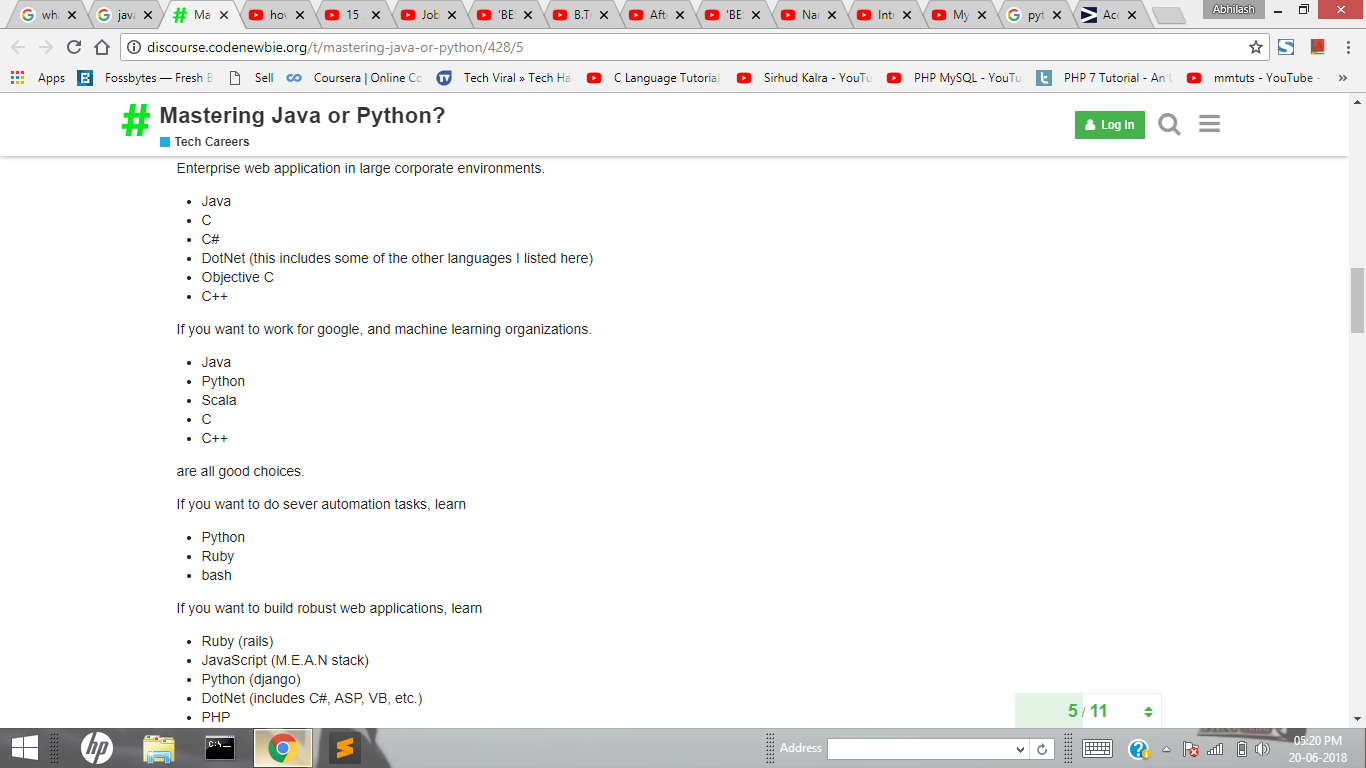 wha
java
Ma
how
15
Job
'BE
B.Te
Afte
'BE
Nar
Intr
My
pyt
Acc
Abhilash
discourse.codenewbie.org/t/mastering-java-or-python/428/5
Apps
Fossbytes — Fresh B
Sell
Coursera | Online Co
Tech Viral » Tech Ha
C Language Tutorial
Sirhud Kalra - YouTu
PHP MySQL - YouTu
PHP 7 Tutorial - An
mmtuts - YouTube -
»
# Mastering Java or Python?
Tech Careers
Log In
Enterprise web application in large corporate environments.
• Java
• C
• C#
• DotNet (this includes some of the other languages I listed here)
• Objective C
• C++
If you want to work for google, and machine learning organizations.
• Java
• Python
• Scala
• C
• C++
are all good choices.
If you want to do sever automation tasks, learn
• Python
• Ruby
• bash
If you want to build robust web applications, learn
• Ruby (rails)
• JavaScript (M.E.A.N stack)
• Python (django)
• DotNet (includes C#, ASP, VB, etc.)
• PHP
5 / 11
hp
C:\_
Address
05:20 PM
20-06-2018